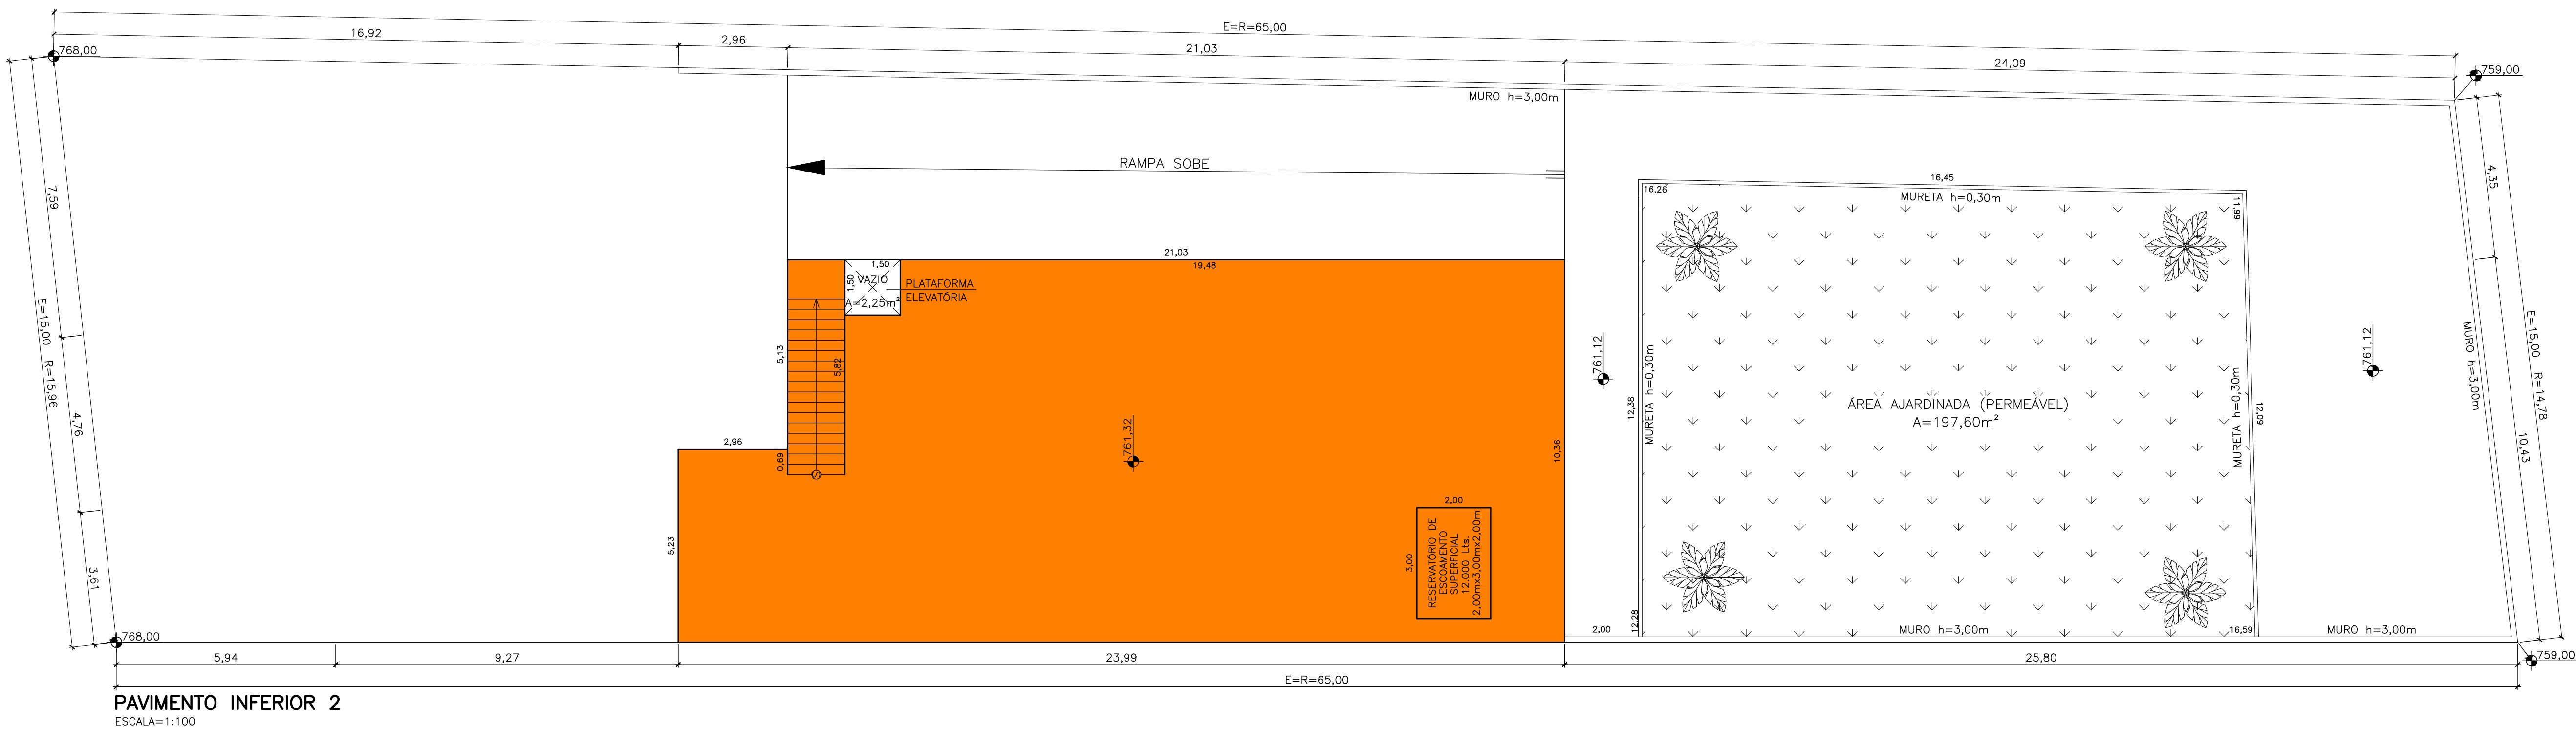 E=R=65,00
16,92
2,96
21,03
24,09
768,00
759,00
MURO h=3,00m
RAMPA SOBE
7,59
4,76
3,61
E=15,00 R=15,96
4,35
10,43
E=15,00 R=14,78
MURO h=3,00m
16,45
16,26
MURETA h=0,30m
11,99
21,03
19,48
1,50
1,50
VAZIO
A=2,25m²
PLATAFORMA
ELEVATÓRIA
5,13
5,82
0,69
S
2,96
5,23
761,32
10,36
761,12
761,12
MURETA h=0,30m
12,38
12,28
ÁREA AJARDINADA (PERMEÁVEL)
A=197,60m²
MURETA h=0,30m
12,09
2,00
3,00
RESERVATÓRIO DE
ESCOAMENTO
SUPERFICIAL
12.000 Lts.
2,00mx3,00mx2,00m
2,00
MURO h=3,00m
16,59
MURO h=3,00m
768,00
759,00
5,94
9,27
23,99
25,80
E=R=65,00
PAVIMENTO INFERIOR 2
ESCALA=1:100